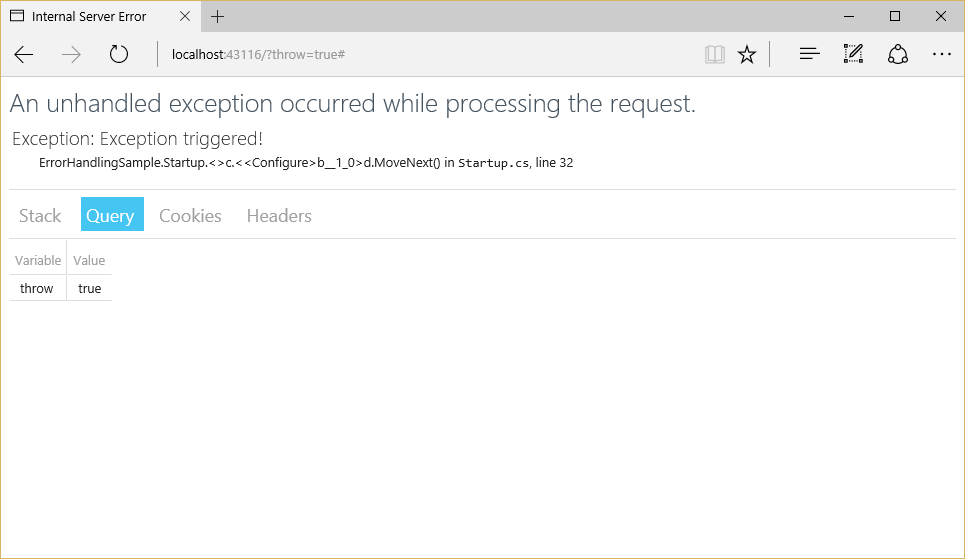 Internal Server Error
localhost:43116/?throw=true#
An unhandled exception occurred while processing the request.
Exception: Exception triggered!
ErrorHandlingSample.Startup.<>c.<<Configure>b__1_0>d.MoveNext() in Startup.cs, line 32
Stack Query Cookies Headers
Variable Value
throw true